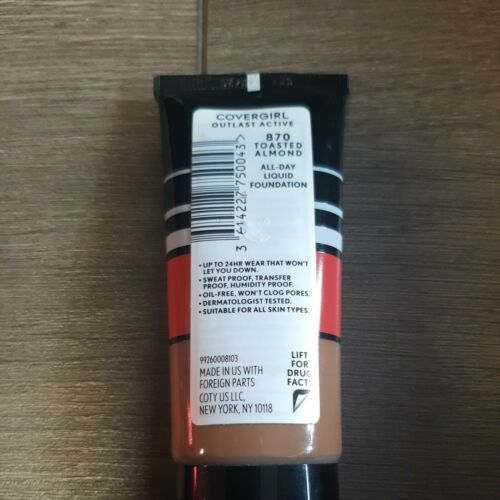 COVERGIRL
OUTLAST ACTIVE
870
TOASTED
ALMOND
ALL-DAY
LIQUID
FOUNDATION
3 614227 750043 >
• UP TO 24HR WEAR THAT WON'T
LET YOU DOWN.
• SWEAT PROOF, TRANSFER
PROOF, HUMIDITY PROOF.
• OIL-FREE, WON'T CLOG PORES.
• DERMATOLOGIST TESTED.
• SUITABLE FOR ALL SKIN TYPES.
99260008103
MADE IN US WITH
FOREIGN PARTS
COTY US LLC,
NEW YORK, NY 10118
LIFT
FOR
DRUG
FACTS